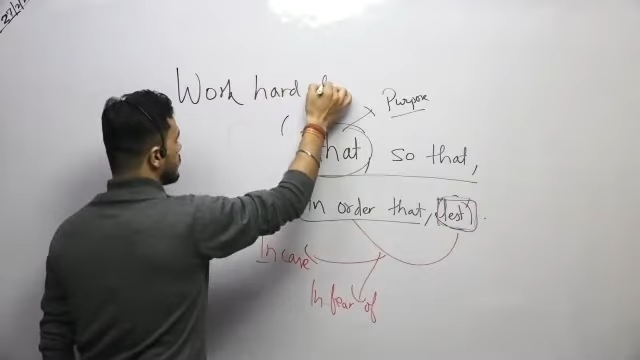 Work hard
Purpose
(that) so that,
In order that, (lest).
In case
In fear of